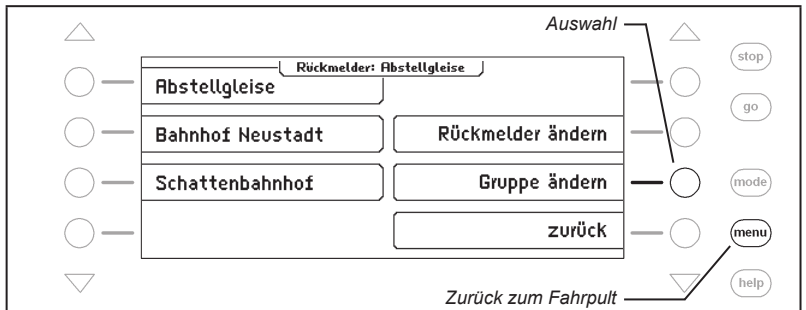 Auswahl
stop
Rückmelder: Abstellgleise
Abstellgleise
go
Bahnhof Neustadt
Rückmelder ändern
Schattenbahnhof
Gruppe ändern
mode
zurück
menu
help
Zurück zum Fahrpult